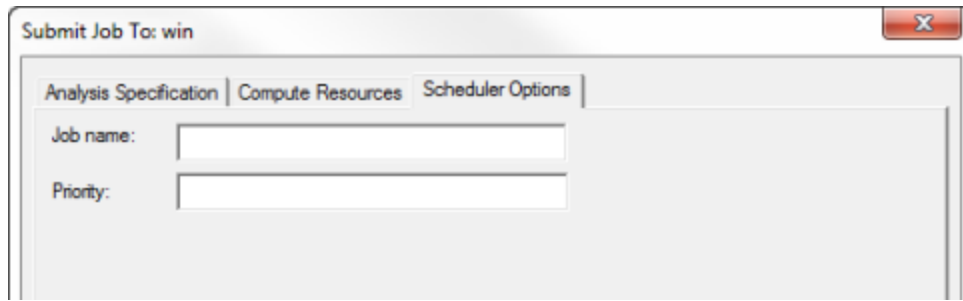 Submit Job To: win
Analysis Specification Compute Resources Scheduler Options
Job name:
Priority: